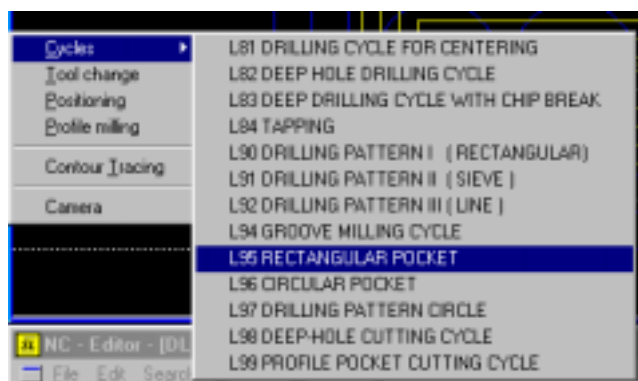 Cycles
Tool change
Positioning
Profile milling
Contour Tracing
Camera
L81 DRILLING CYCLE FOR CENTERING
L82 DEEP HOLE DRILLING CYCLE
L83 DEEP DRILLING CYCLE WITH CHIP BREAK
L84 TAPPING
L90 DRILLING PATTERN I ( RECTANGULAR)
L91 DRILLING PATTERN II ( SIEVE )
L92 DRILLING PATTERN III ( LINE )
L94 GROOVE MILLING CYCLE
L95 RECTANGULAR POCKET
L96 CIRCULAR POCKET
L97 DRILLING PATTERN CIRCLE
L98 DEEP-HOLE CUTTING CYCLE
L99 PROFILE POCKET CUTTING CYCLE
NC - Editor - [DL
File Edit Search